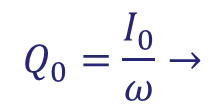 Q₀ = I₀/ω →